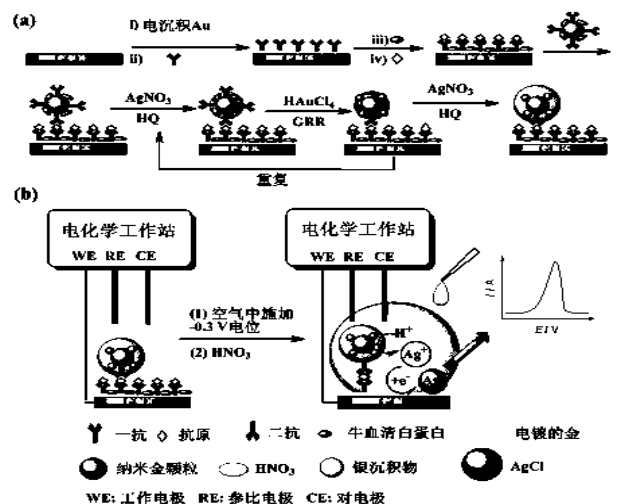 (a)
i) 电沉积Au
ii)
iii)
iv)
AgNO₃
HQ
HAuCl₄
GRR
AgNO₃
HQ
重复
(b)
电化学工作站
WE RE CE
(1) 空气中施加
-0.3 V电位
(2) HNO₃
电化学工作站
WE RE CE
H⁺
Ag⁺
+e⁻
I/A
E/V
一抗 抗原 二抗 牛血清白蛋白 电镀的金
纳米金颗粒 HNO₃ 银沉积物 AgCl
WE: 工作电极 RE: 参比电极 CE: 对电极